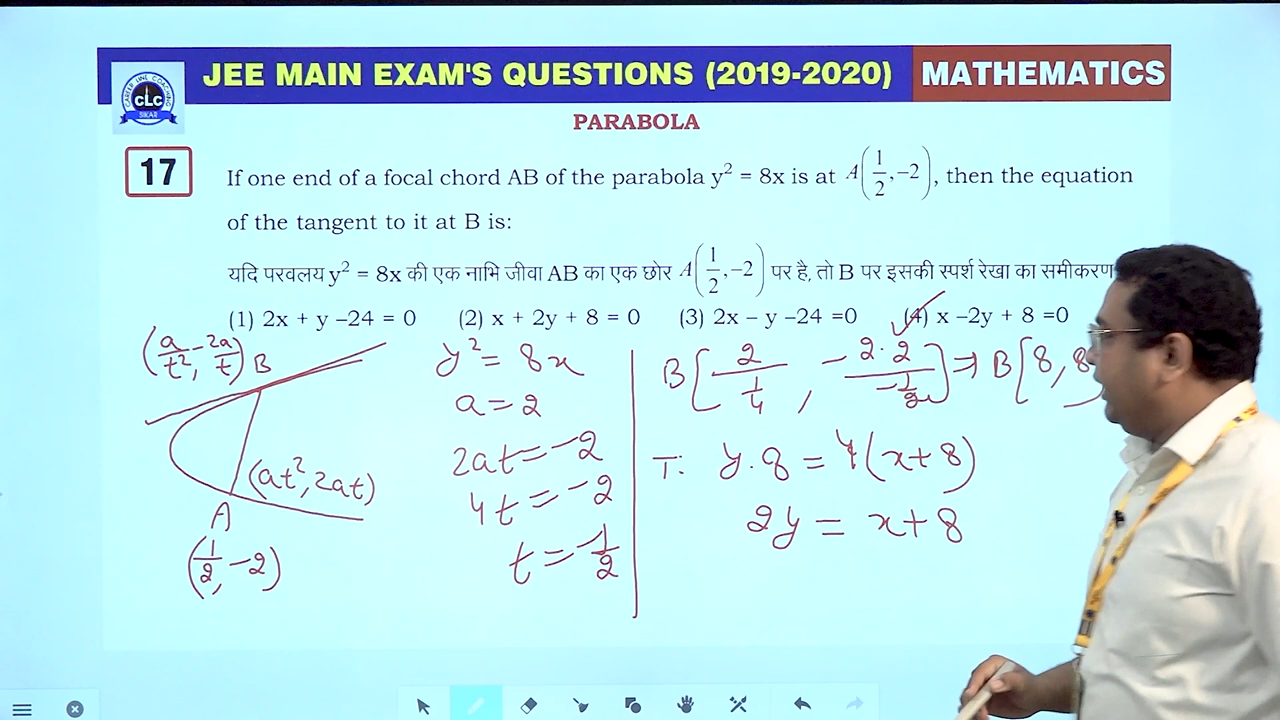 JEE MAIN EXAM'S QUESTIONS (2019-2020) MATHEMATICS
CAREER LINE COACHING
CLC
SIKAR
PARABOLA
17
If one end of a focal chord AB of the parabola y² = 8x is at A(1/2, -2), then the equation
of the tangent to it at B is:
यदि परवलय y² = 8x की एक नाभि जीवा AB का एक छोर A(1/2, -2) पर है, तो B पर इसकी स्पर्श रेखा का समीकरण
(1) 2x + y –24 = 0 (2) x + 2y + 8 = 0 (3) 2x – y –24 =0 (4) x –2y + 8 =0
(a/t², -2a/t) B
(at², 2at)
A
(1/2, -2)
y² = 8x
a = 2
2at = -2
4t = -2
t = -1/2
B[2/(1/4), -2·2/(-1/2)] ⇒ B[8, 8
T: y·8 = 4(x+8)
2y = x+8